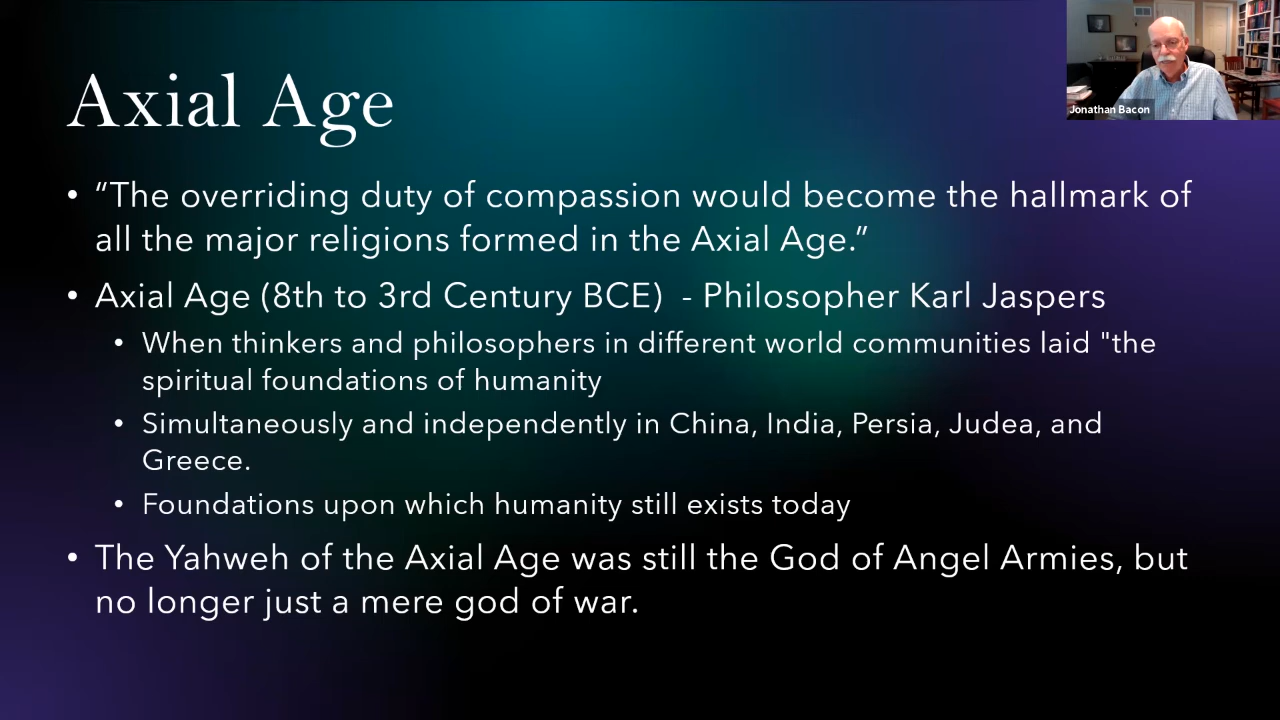 Axial Age
Jonathan Bacon
• “The overriding duty of compassion would become the hallmark of
all the major religions formed in the Axial Age.”
• Axial Age (8th to 3rd Century BCE)  - Philosopher Karl Jaspers
• When thinkers and philosophers in different world communities laid "the
spiritual foundations of humanity
• Simultaneously and independently in China, India, Persia, Judea, and
Greece.
• Foundations upon which humanity still exists today
• The Yahweh of the Axial Age was still the God of Angel Armies, but
no longer just a mere god of war.